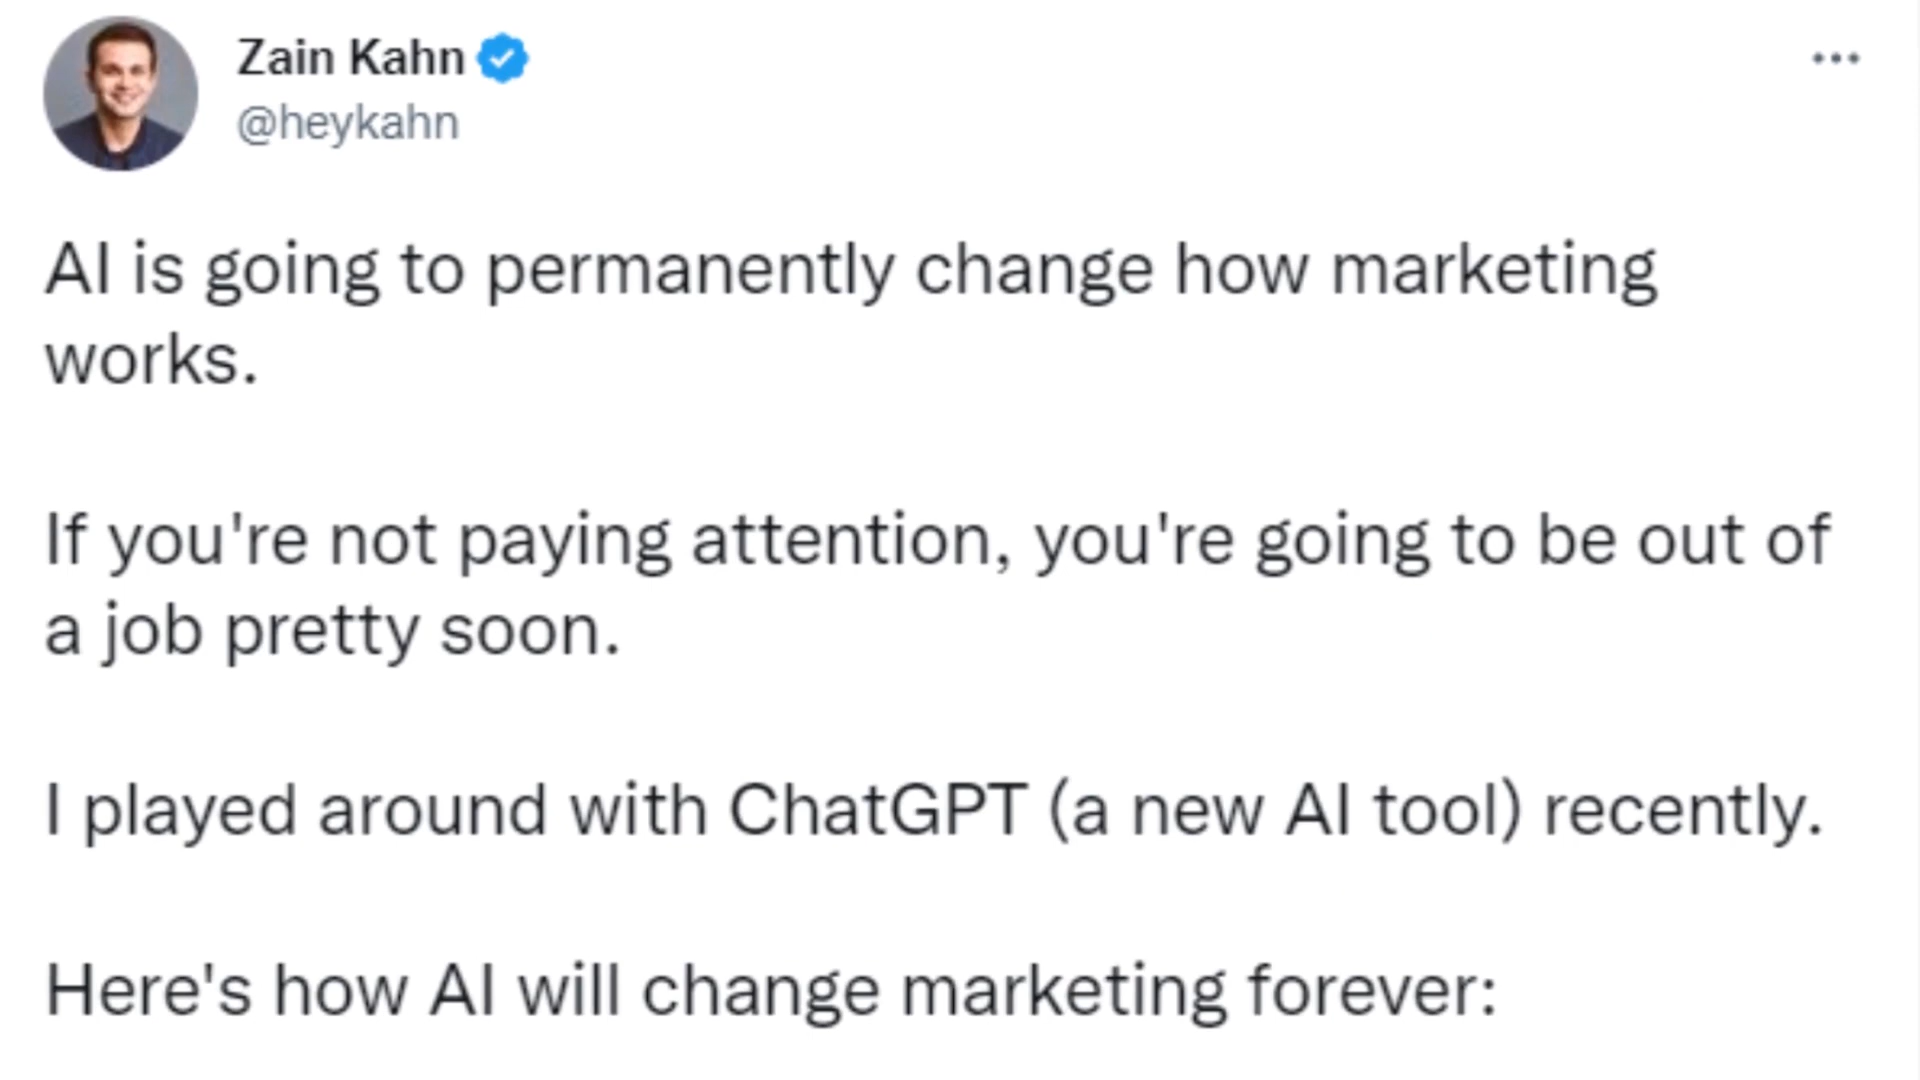 Zain Kahn
@heykahn
AI is going to permanently change how marketing
works.
If you're not paying attention, you're going to be out of
a job pretty soon.
I played around with ChatGPT (a new AI tool) recently.
Here's how AI will change marketing forever: